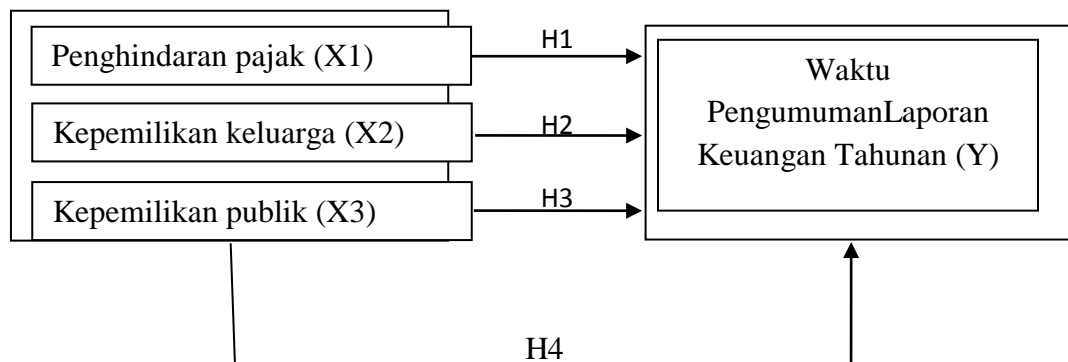 Penghindaran pajak (X1)
H1
Waktu
PengumumanLaporan
Keuangan Tahunan (Y)
Kepemilikan keluarga (X2)
H2
Kepemilikan publik (X3)
H3
H4